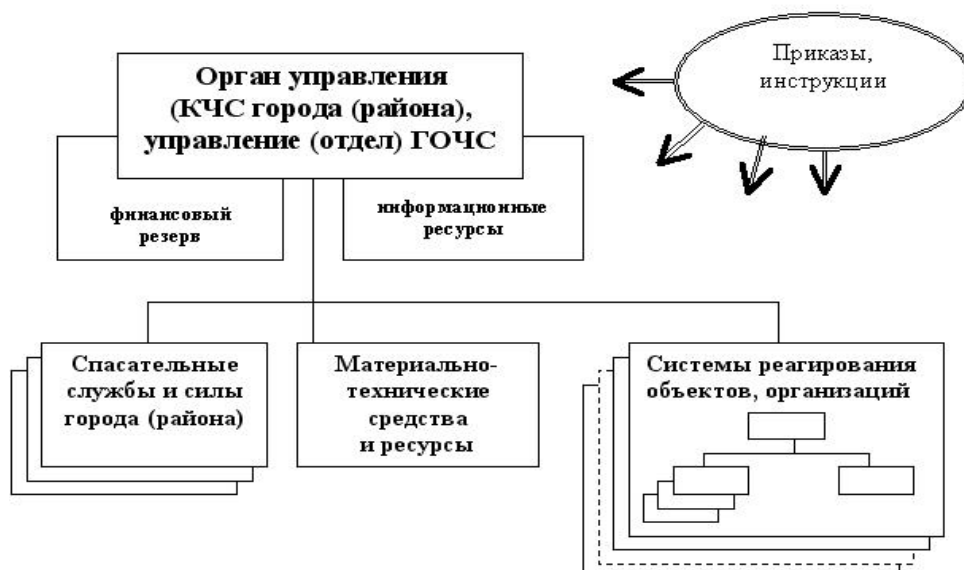 Орган управления
(КЧС города (района),
управление (отдел) ГОЧС
Приказы,
инструкции
финансовый
резерв
информационные
ресурсы
Спасательные
службы и силы
города (района)
Материально-
технические
средства
и ресурсы
Системы реагирования
объектов, организаций